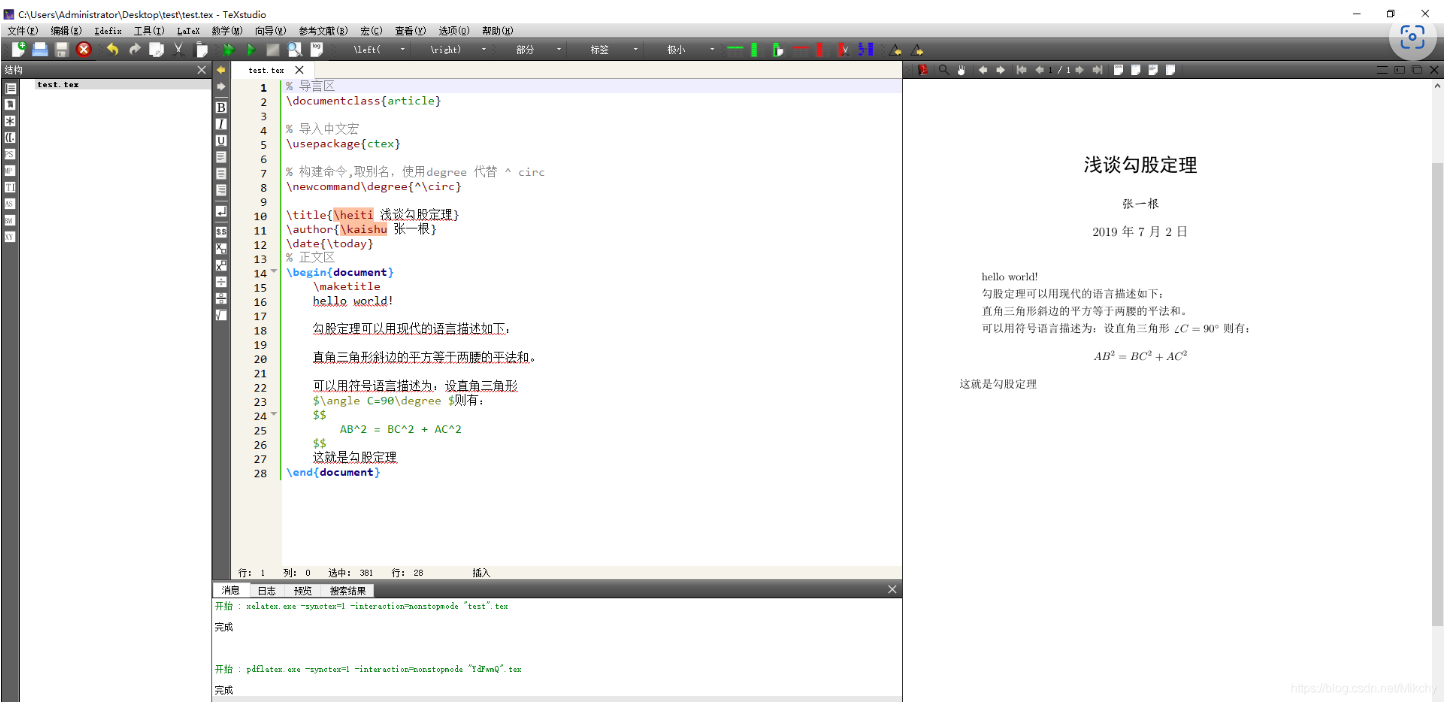 C:\Users\Administrator\Desktop\test\test.tex - TeXstudio
文件(F) 编辑(E) Idefix 工具(T) LaTeX 数学(M) 向导(W) 参考文献(B) 宏(C) 查看(V) 选项(O) 帮助(H)
\left( \right) 部分 标签 极小 1 / 1
结构
test.tex
test.tex
1 % 导言区
2 \documentclass{article}
3
4 % 导入中文宏
5 \usepackage{ctex}
6
7 % 构建命令,取别名，使用degree 代替 ^ circ
8 \newcommand\degree{^\circ}
9
10 \title{\heiti 浅谈勾股定理}
11 \author{\kaishu 张一根}
12 \date{\today}
13 % 正文区
14 \begin{document}
15 \maketitle
16 hello world!
17
18 勾股定理可以用现代的语言描述如下：
19
20 直角三角形斜边的平方等于两腰的平法和。
21
22 可以用符号语言描述为：设直角三角形
23 $\angle C=90\degree $则有：
24 $$
25 AB^2 = BC^2 + AC^2
26 $$
27 这就是勾股定理
28 \end{document}
行： 1 列： 0 选中： 381 行： 28 插入
消息 日志 预览 搜索结果
开始 : xelatex.exe -synctex=1 -interaction=nonstopmode "test".tex
完成
开始 : pdflatex.exe -synctex=1 -interaction=nonstopmode "YdFwmQ".tex
完成
浅谈勾股定理
张一根
2019 年 7 月 2 日
hello world!
勾股定理可以用现代的语言描述如下：
直角三角形斜边的平方等于两腰的平法和。
可以用符号语言描述为：设直角三角形 ∠C = 90° 则有：
AB² = BC² + AC²
这就是勾股定理
https://blog.csdn.net/Mikchy